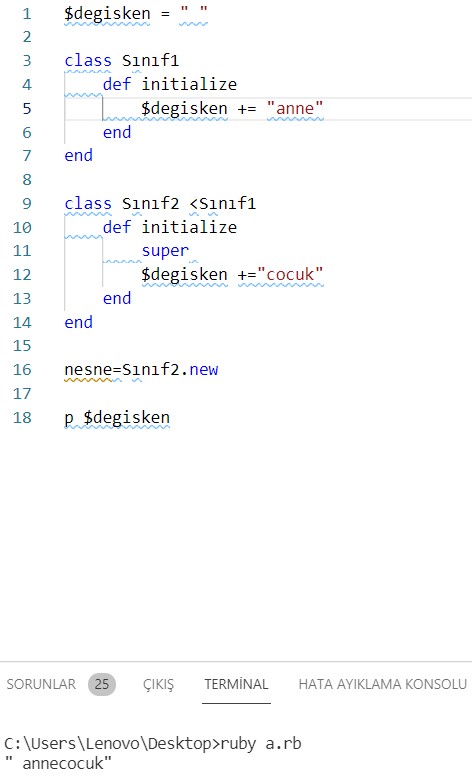 1 $degisken = " "
2
3 class Sınıf1
4 def initialize
5 $degisken += "anne"
6 end
7 end
8
9 class Sınıf2 <Sınıf1
10 def initialize
11 super
12 $degisken +="cocuk"
13 end
14 end
15
16 nesne=Sınıf2.new
17
18 p $degisken
SORUNLAR 25 ÇIKIŞ TERMİNAL HATA AYIKLAMA KONSOLU
C:\Users\Lenovo\Desktop>ruby a.rb
" annecocuk"